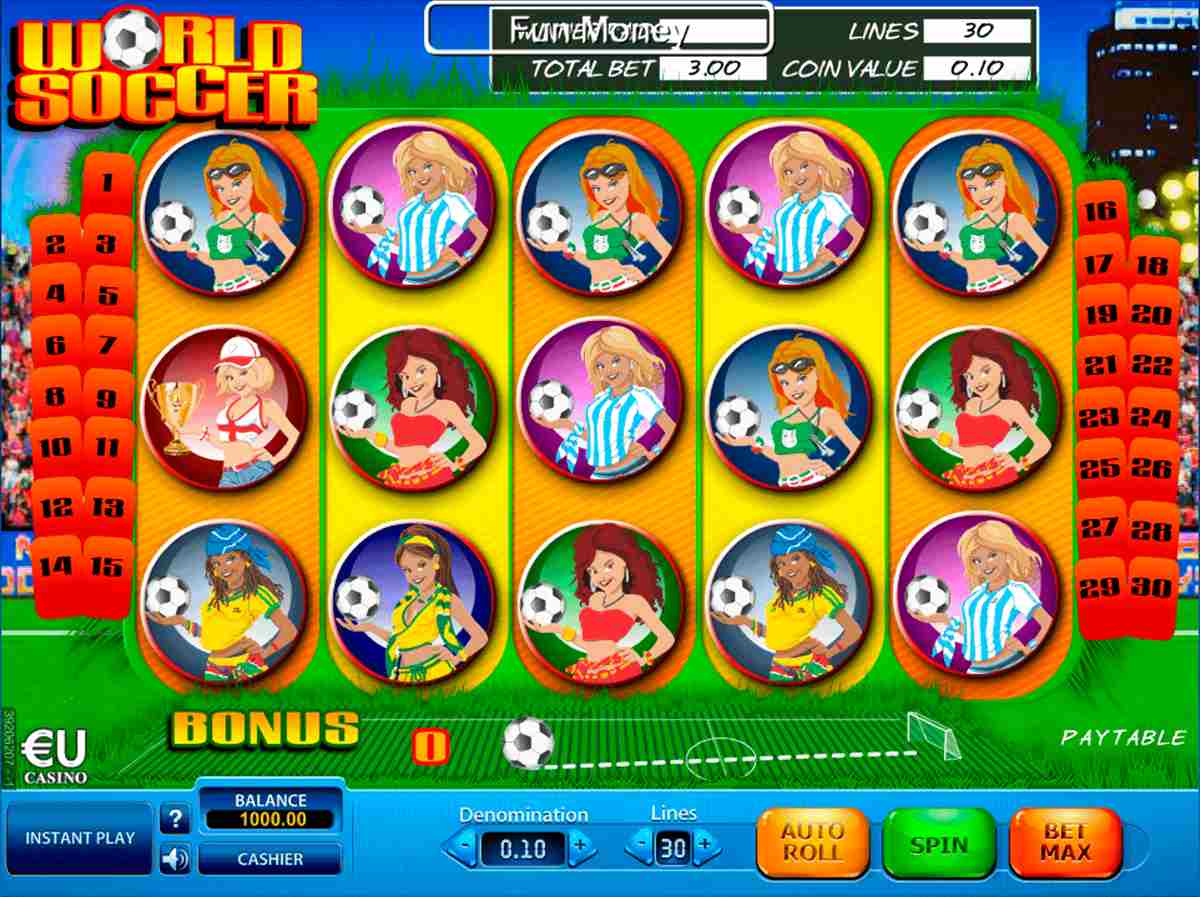 WORLD
SOCCER
Fun Money
LINES 30
TOTAL BET 3.00 COIN VALUE 0.10
1
2 3
4 5
6 7
8 9
10 11
12 13
14 15
16
17 18
19 20
21 22
23 24
25 26
27 28
29 30
BONUS 0
PAYTABLE
€U
CASINO
INSTANT PLAY
?
BALANCE
1000.00
CASHIER
Denomination
- 0.10 +
Lines
- 30 +
AUTO
ROLL
SPIN
BET
MAX